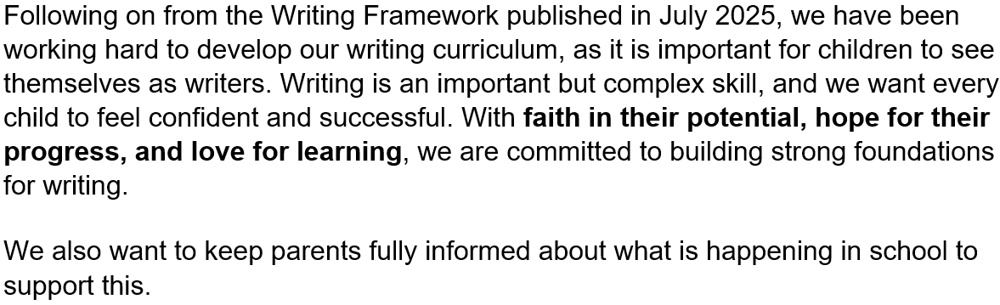 Following on from the Writing Framework published in July 2025, we have been
working hard to develop our writing curriculum, as it is important for children to see
themselves as writers. Writing is an important but complex skill, and we want every
child to feel confident and successful. With faith in their potential, hope for their
progress, and love for learning, we are committed to building strong foundations
for writing.
We also want to keep parents fully informed about what is happening in school to
support this.